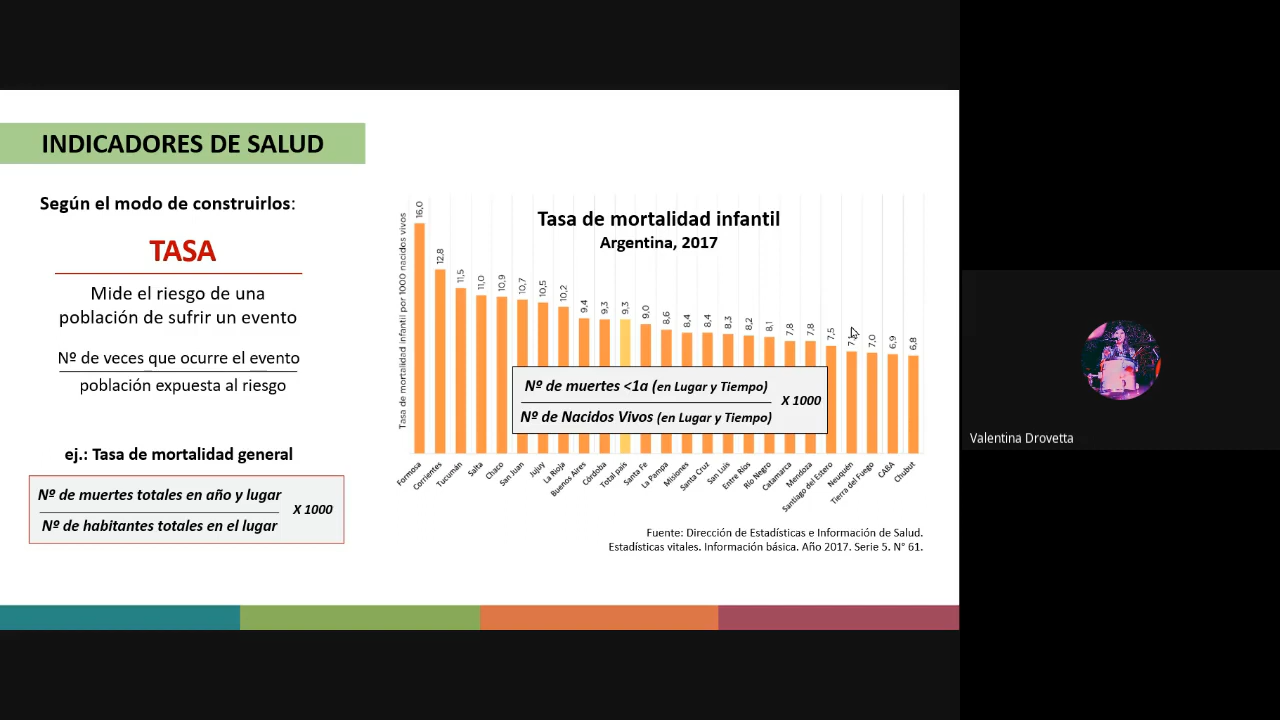 INDICADORES DE SALUD
Según el modo de construirlos:
TASA
Mide el riesgo de una
población de sufrir un evento
Nº de veces que ocurre el evento
población expuesta al riesgo
ej.: Tasa de mortalidad general
Nº de muertes totales en año y lugar
X 1000
Nº de habitantes totales en el lugar
Tasa de mortalidad infantil
Argentina, 2017
Tasa de mortalidad infantil por 1000 nacidos vivos
16,0
12,8
11,5
11,0
10,9
10,7
10,5
10,2
9,4
9,3
9,3
9,0
8,6
8,4
8,4
8,3
8,2
8,1
7,8
7,8
7,5
7,0
6,9
6,8
Nº de muertes <1a (en Lugar y Tiempo)
X 1000
Nº de Nacidos Vivos (en Lugar y Tiempo)
Formosa
Corrientes
Tucumán
Salta
Chaco
San Juan
Jujuy
La Rioja
Buenos Aires
Córdoba
Total país
Santa Fe
La Pampa
Misiones
Santa Cruz
San Luis
Entre Ríos
Río Negro
Catamarca
Mendoza
Santiago del Estero
Neuquén
Tierra del Fuego
CABA
Chubut
Fuente: Dirección de Estadísticas e Información de Salud.
Estadísticas vitales. Información básica. Año 2017. Serie 5. N° 61.
Valentina Drovetta